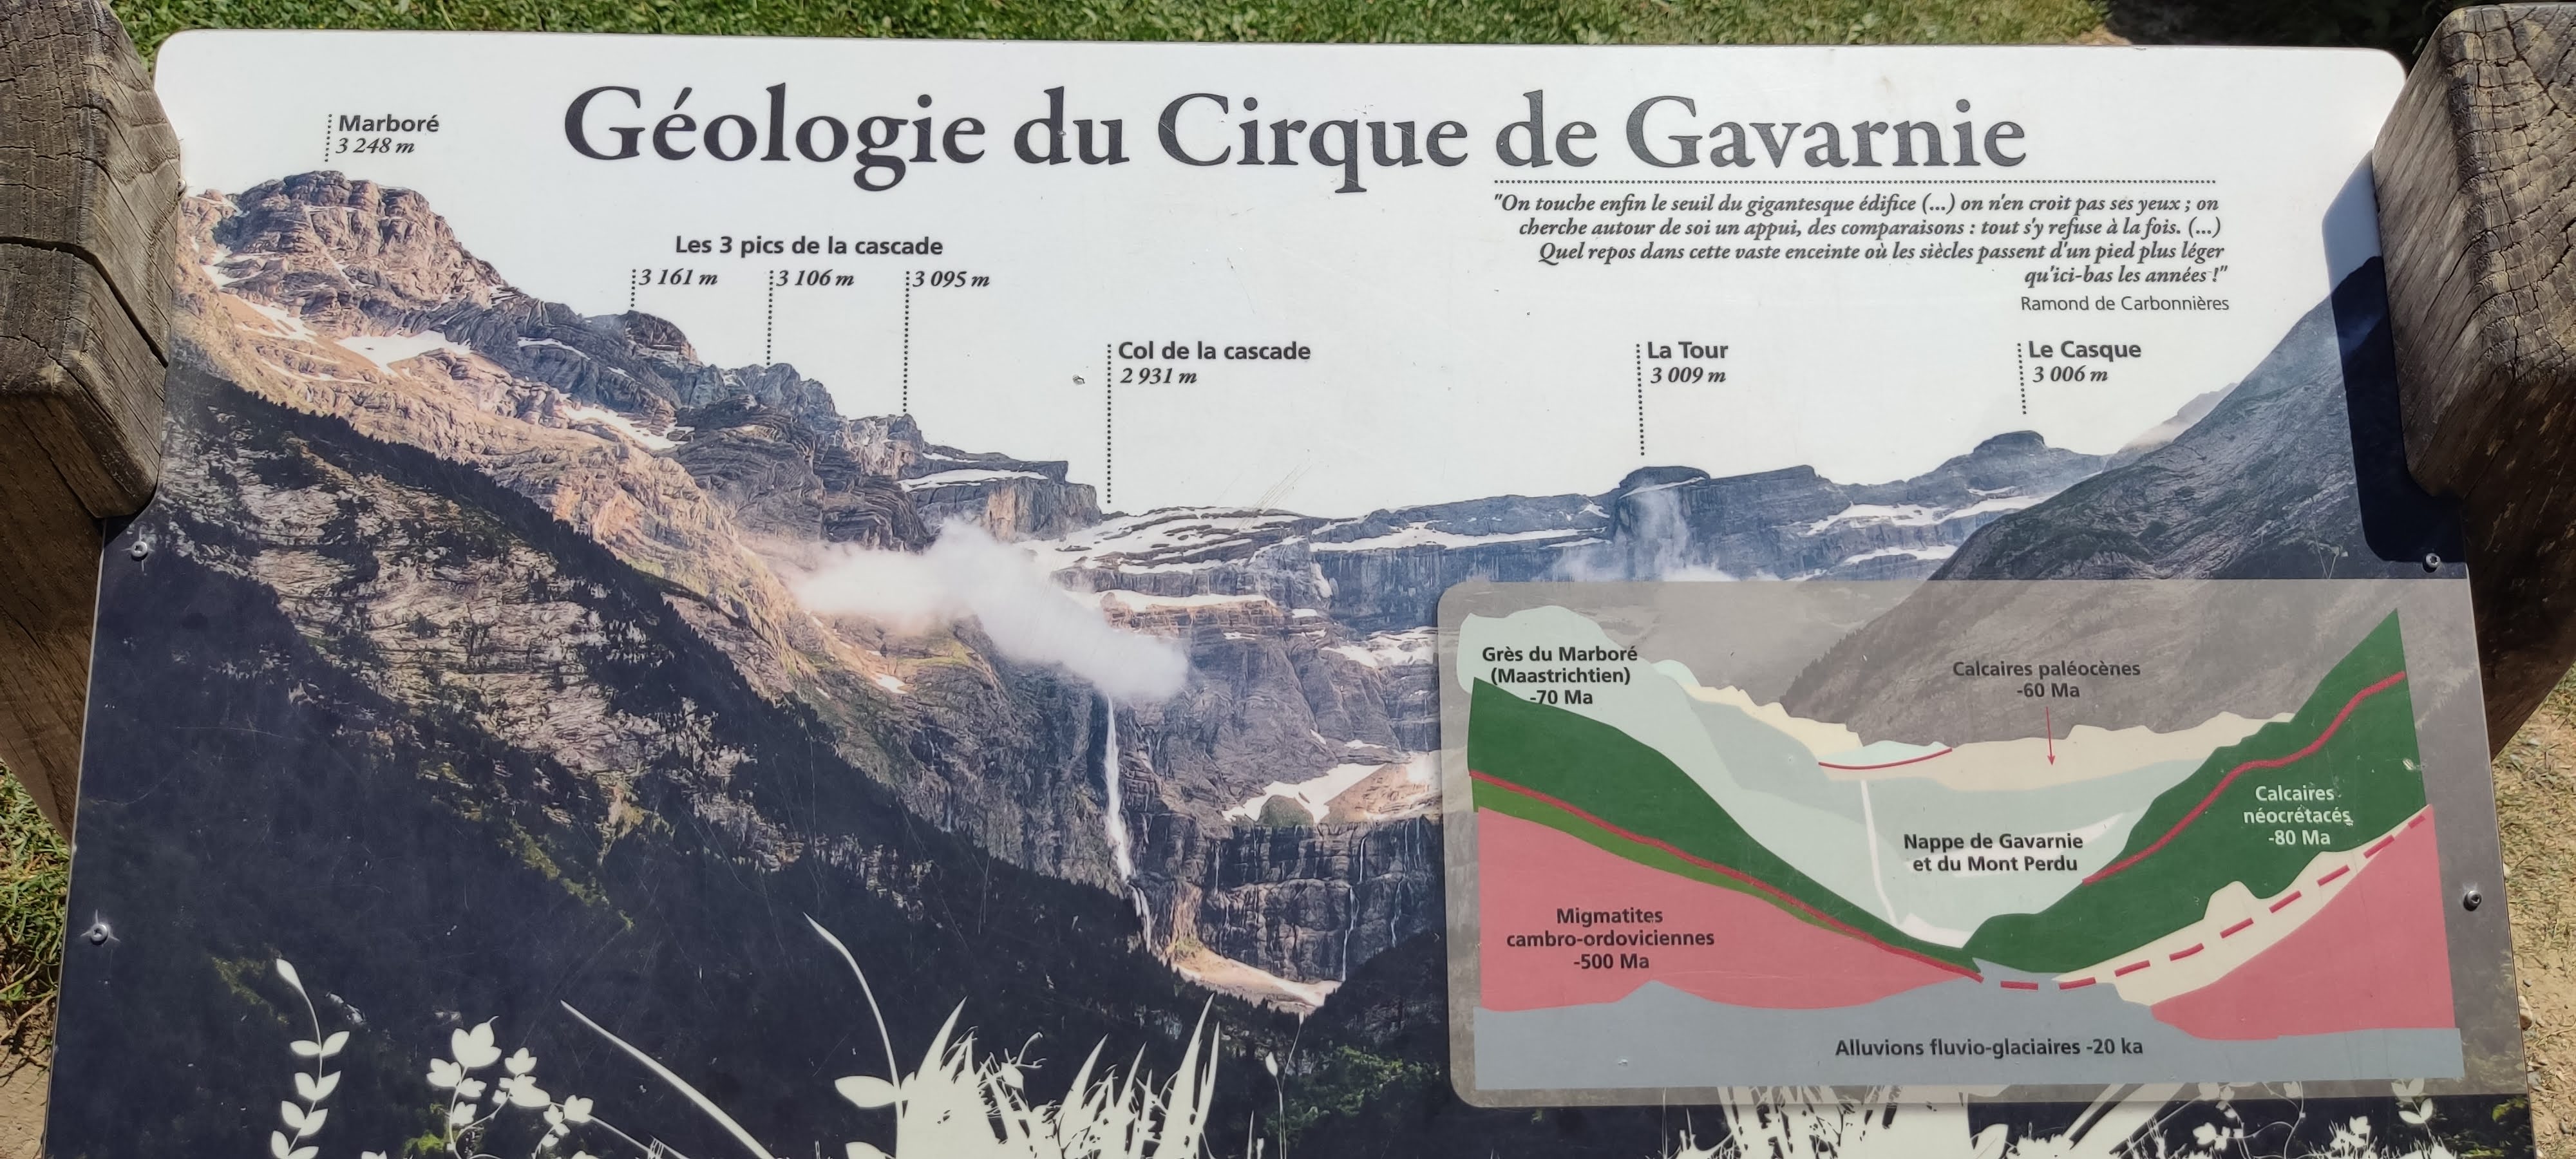 Géologie du Cirque de Gavarnie
Marboré
3 248 m
"On touche enfin le seuil du gigantesque édifice (...) on n'en croit pas ses yeux ; on
cherche autour de soi un appui, des comparaisons : tout s'y refuse à la fois. (...)
Quel repos dans cette vaste enceinte où les siècles passent d'un pied plus léger
qu'ici-bas les années !"
Ramond de Carbonnières
Les 3 pics de la cascade
3 161 m
3 106 m
3 095 m
Col de la cascade
2 931 m
La Tour
3 009 m
Le Casque
3 006 m
Grès du Marboré
(Maastrichtien)
-70 Ma
Calcaires paléocènes
-60 Ma
Calcaires
néocrétacés
-80 Ma
Nappe de Gavarnie
et du Mont Perdu
Migmatites
cambro-ordoviciennes
-500 Ma
Alluvions fluvio-glaciaires -20 ka